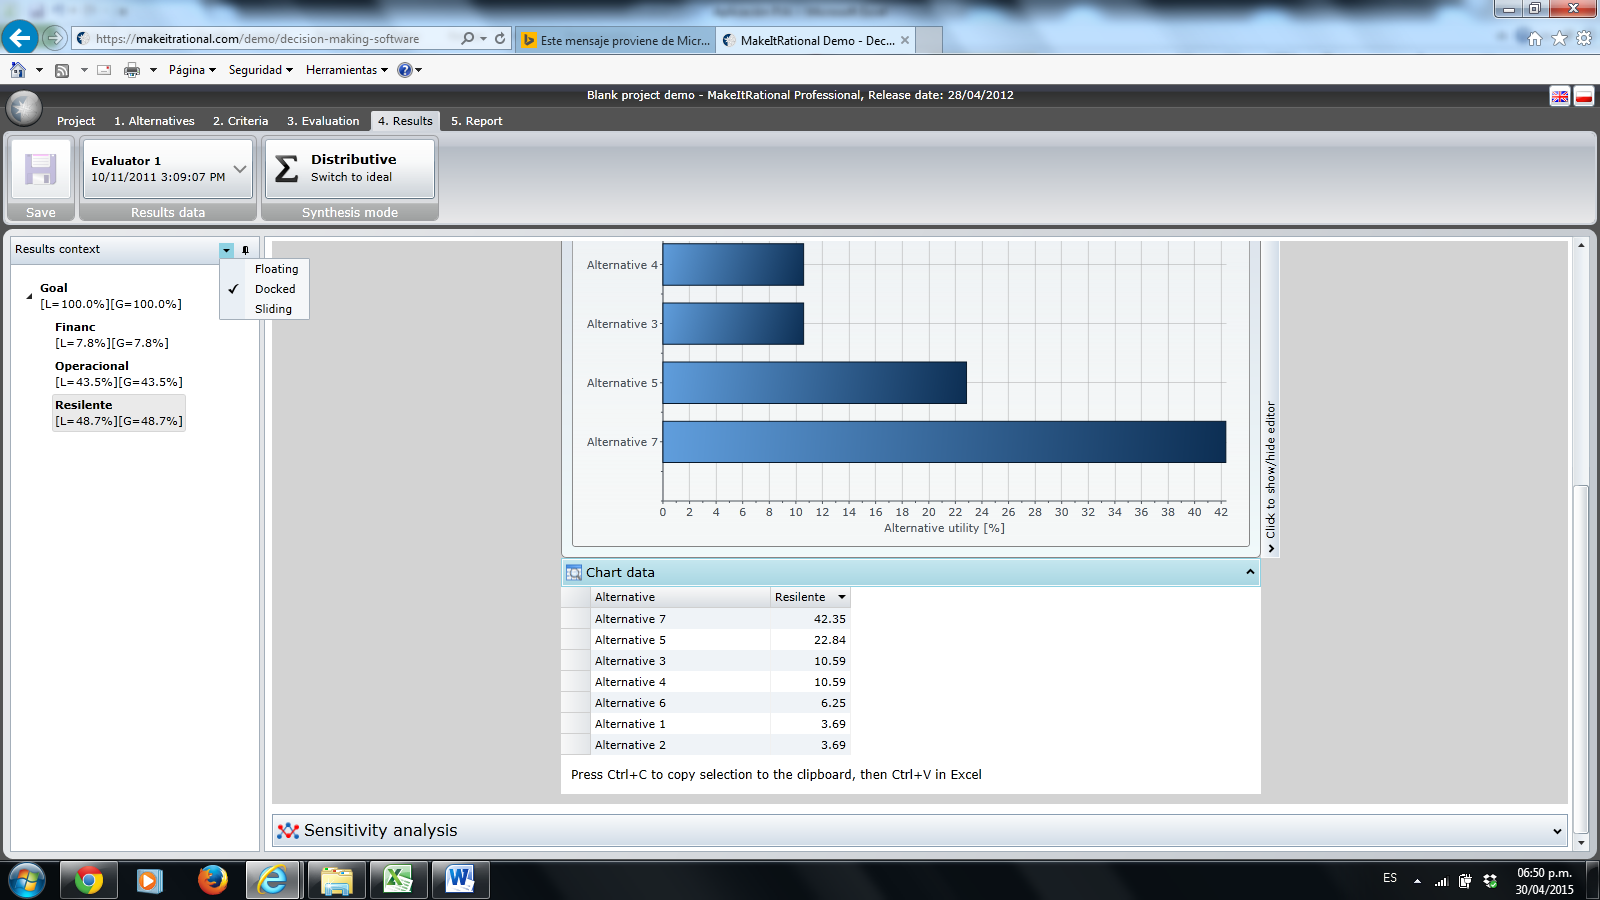 https://makeitrational.com/demo/decision-making-software
Este mensaje proviene de Micr...
MakeItRational Demo - Dec...
Página
Seguridad
Herramientas
Blank project demo - MakeItRational Professional, Release date: 28/04/2012
Project
1. Alternatives
2. Criteria
3. Evaluation
4. Results
5. Report
Evaluator 1
10/11/2011 3:09:07 PM
Distributive
Switch to ideal
Save
Results data
Synthesis mode
Results context
Floating
Docked
Sliding
Goal
[L=100.0%][G=100.0%]
Financ
[L=7.8%][G=7.8%]
Operacional
[L=43.5%][G=43.5%]
Resilente
[L=48.7%][G=48.7%]
Alternative 4
Alternative 3
Alternative 5
Alternative 7
0 2 4 6 8 10 12 14 16 18 20 22 24 26 28 30 32 34 36 38 40 42
Alternative utility [%]
Click to show/hide editor
Chart data
Alternative Resilente
Alternative 7 42.35
Alternative 5 22.84
Alternative 3 10.59
Alternative 4 10.59
Alternative 6 6.25
Alternative 1 3.69
Alternative 2 3.69
Press Ctrl+C to copy selection to the clipboard, then Ctrl+V in Excel
Sensitivity analysis
ES
06:50 p.m.
30/04/2015